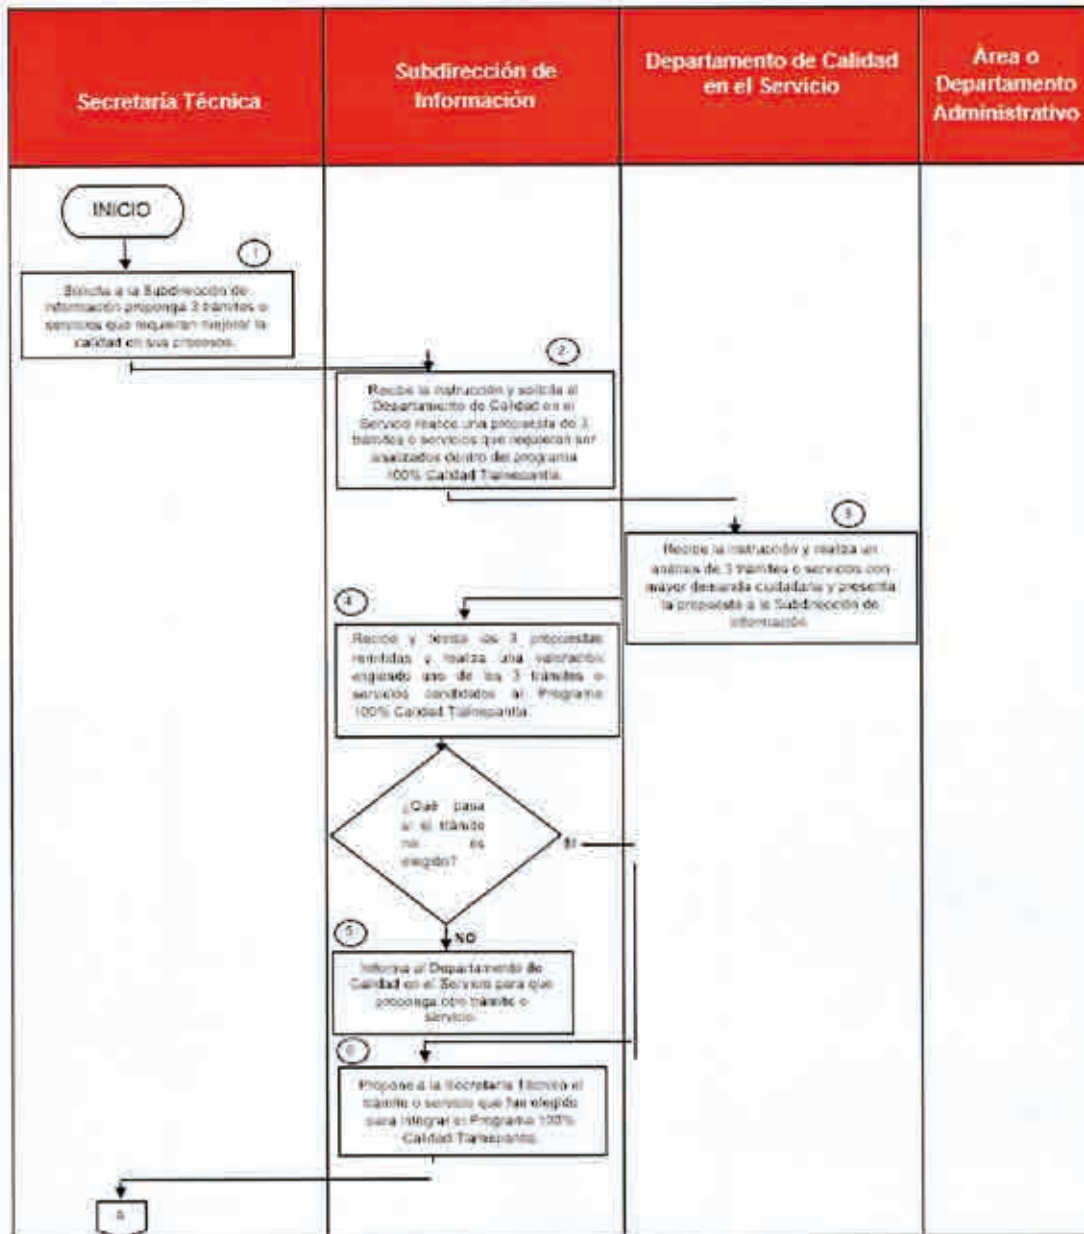 Secretaría Técnica
Subdirección de
Información
Departamento de Calidad
en el Servicio
Área o
Departamento
Administrativo
INICIO
1
Solicita a la Subdirección de
Información proponga 3 trámites o
servicios que requieran mejorar la
calidad en sus procesos.
2
Recibe la instrucción y solicita al
Departamento de Calidad en el
Servicio realice una propuesta de 3
trámites o servicios que requieran ser
analizados dentro del programa
100% Calidad Tlalnepantla.
3
Recibe la instrucción y realiza un
análisis de 3 trámites o servicios con
mayor demanda ciudadana y presenta
la propuesta a la Subdirección de
Información
4
Recibe y revisa las 3 propuestas
remitidas y realiza una valoración
eligiendo uno de los 3 trámites o
servicios candidatos al Programa
100% Calidad Tlalnepantla.
¿Qué pasa
si el trámite
no es
elegido?
SI
NO
5
Informa al Departamento de
Calidad en el Servicio para que
proponga otro trámite o
servicio.
6
Propone a la Secretaría Técnica el
trámite o servicio que fue elegido
para integrar el Programa 100%
Calidad Tlalnepantla.